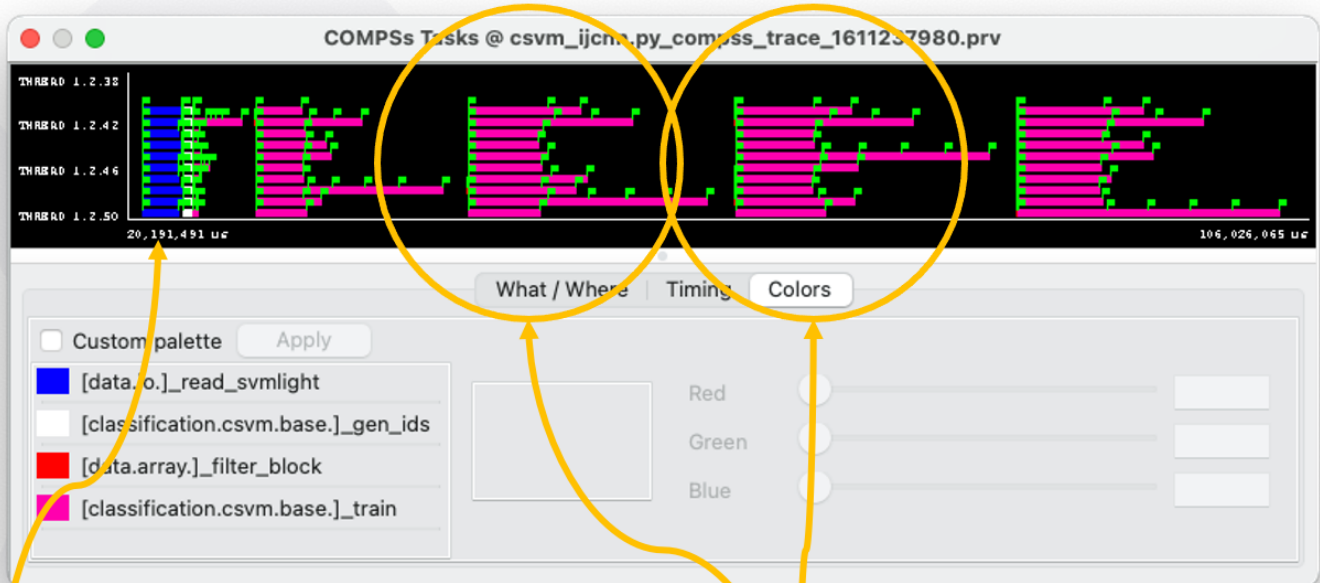 COMPSs Tasks @ csvm_ijcnn.py_compss_trace_1611237980.prv
THREAD 1.2.38
THREAD 1.2.42
THREAD 1.2.46
THREAD 1.2.50
20,191,491 us
106,026,065 us
What / Where Timing Colors
Custom palette Apply
[data.io.]_read_svmlight
[classification.csvm.base.]_gen_ids
[data.array.]_filter_block
[classification.csvm.base.]_train
Red
Green
Blue